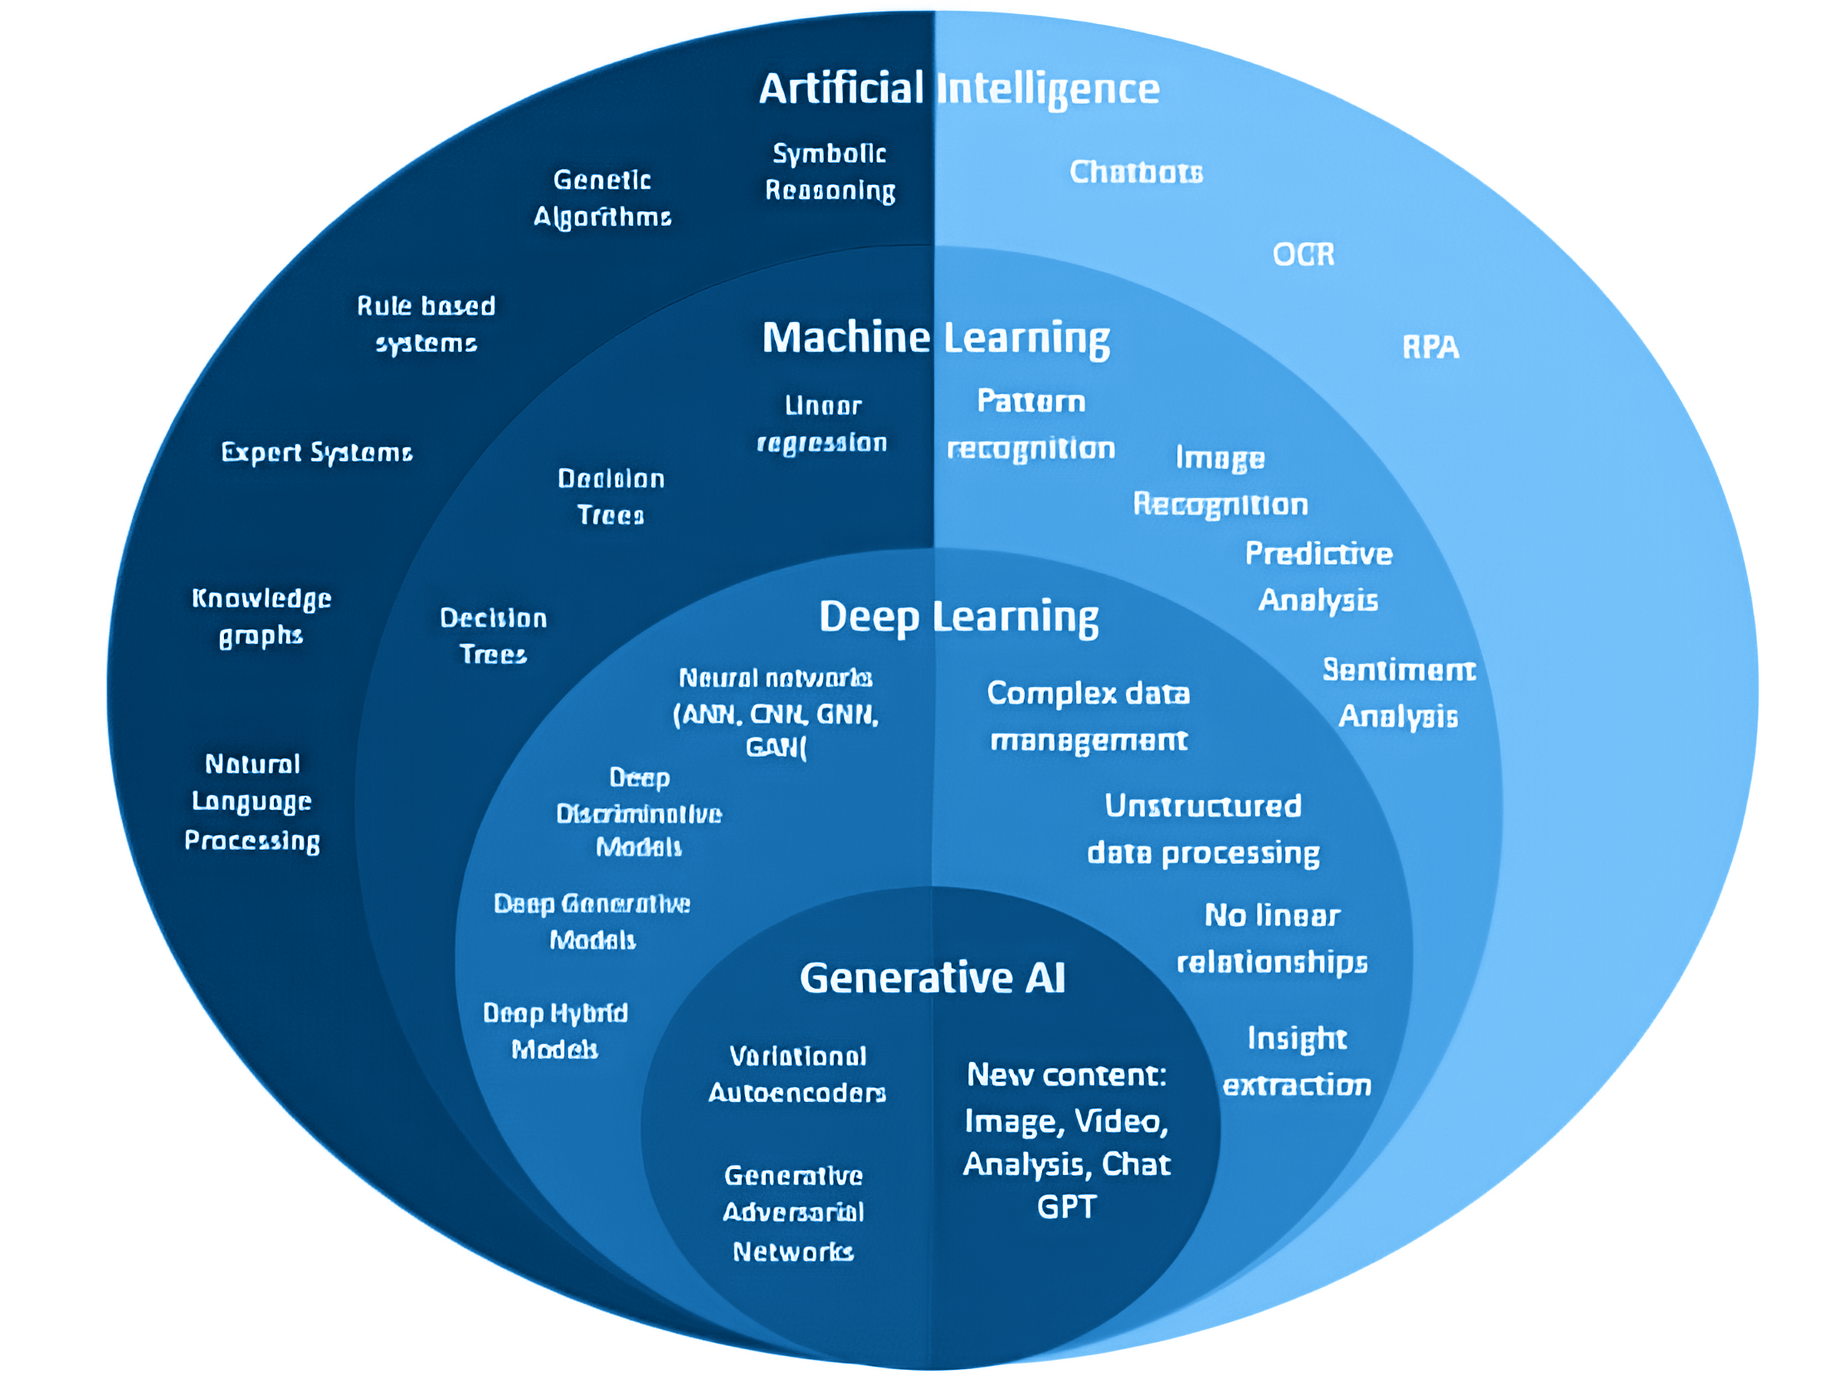 Artificial Intelligence
Symbolic
Reasoning
Genetic
Algorithms
Rule based
systems
Expert Systems
Knowledge
graphs
Natural
Language
Processing
Chatbots
OCR
RPA
Machine Learning
Linear
regression
Decision
Trees
Decision
Trees
Pattern
recognition
Image
Recognition
Predictive
Analysis
Sentiment
Analysis
Deep Learning
Neural networks
(ANN, CNN, GNN,
GAN(
Deep
Discriminative
Models
Deep Generative
Models
Deep Hybrid
Models
Complex data
management
Unstructured
data processing
No linear
relationships
Insight
extraction
Generative AI
Variational
Autoencoders
Generative
Adversarial
Networks
New content:
Image, Video,
Analysis, Chat
GPT